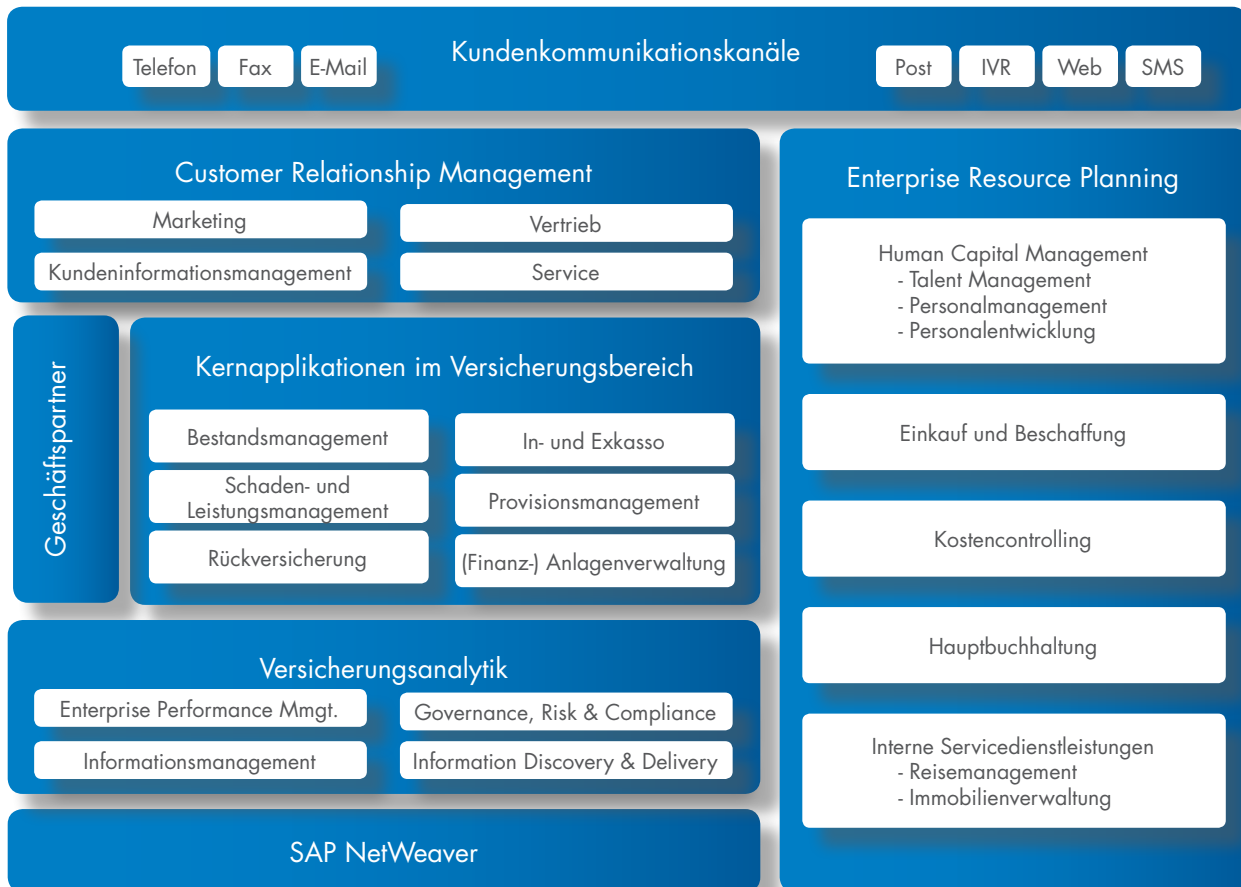 Kundenkommunikationskanäle
Telefon
Fax
E-Mail
Post
IVR
Web
SMS
Customer Relationship Management
Marketing
Vertrieb
Kundeninformationsmanagement
Service
Geschäftspartner
Kernapplikationen im Versicherungsbereich
Bestandsmanagement
In- und Exkasso
Schaden- und
Leistungsmanagement
Provisionsmanagement
Rückversicherung
(Finanz-) Anlagenverwaltung
Versicherungsanalytik
Enterprise Performance Mmgt.
Governance, Risk & Compliance
Informationsmanagement
Information Discovery & Delivery
SAP NetWeaver
Enterprise Resource Planning
Human Capital Management
- Talent Management
- Personalmanagement
- Personalentwicklung
Einkauf und Beschaffung
Kostencontrolling
Hauptbuchhaltung
Interne Servicedienstleistungen
- Reisemanagement
- Immobilienverwaltung